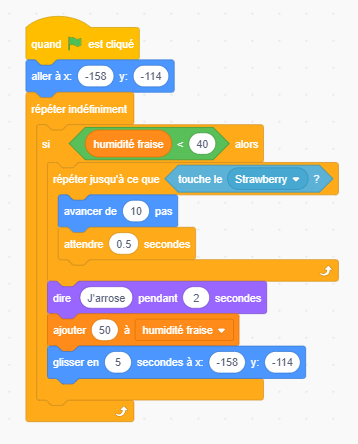 quand est cliqué
aller à x: -158 y: -114
répéter indéfiniment
si humidité fraise < 40 alors
répéter jusqu'à ce que touche le Strawberry ?
avancer de 10 pas
attendre 0.5 secondes
dire J'arrose pendant 2 secondes
ajouter 50 à humidité fraise
glisser en 5 secondes à x: -158 y: -114